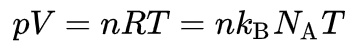 pV = nRT = nk_B N_A T